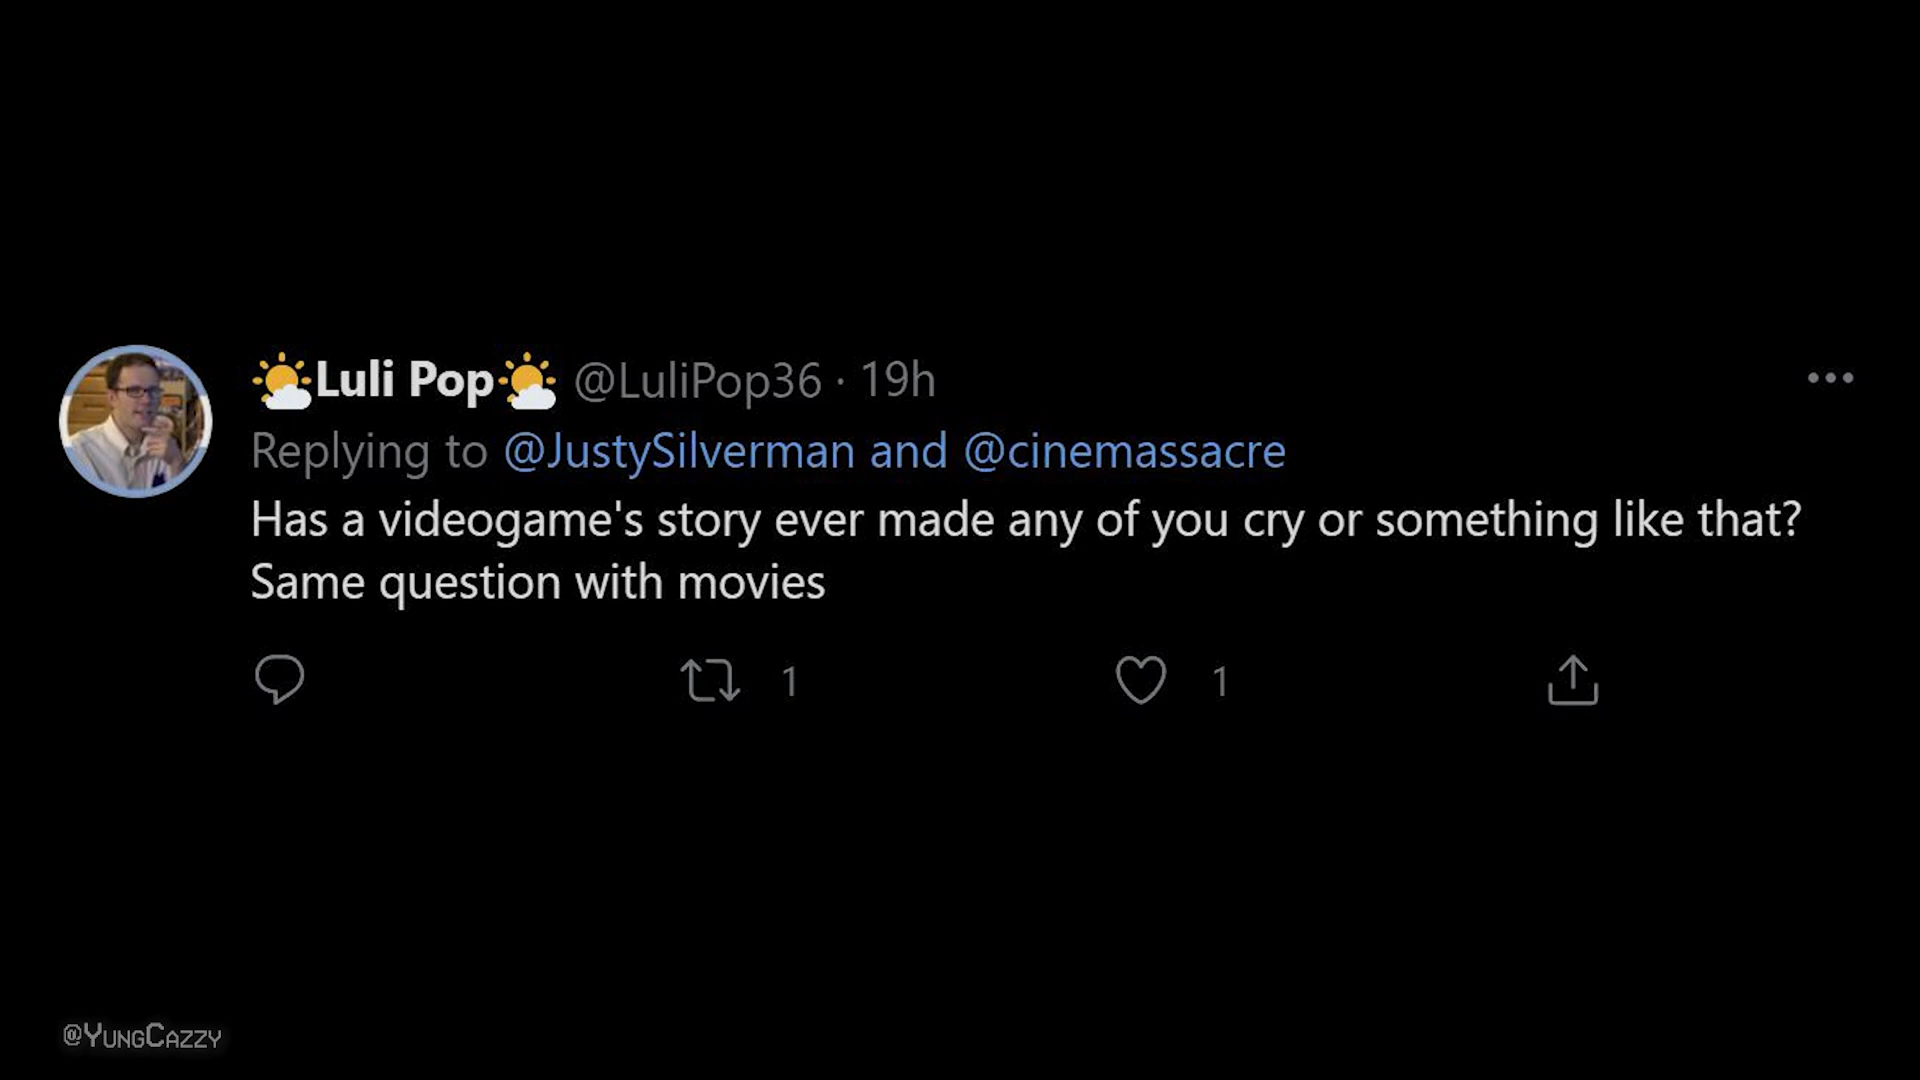 🌤️Luli Pop🌤️ @LuliPop36 · 19h
Replying to @JustySilverman and @cinemassacre
Has a videogame's story ever made any of you cry or something like that?
Same question with movies
1 1
@YungCazzy